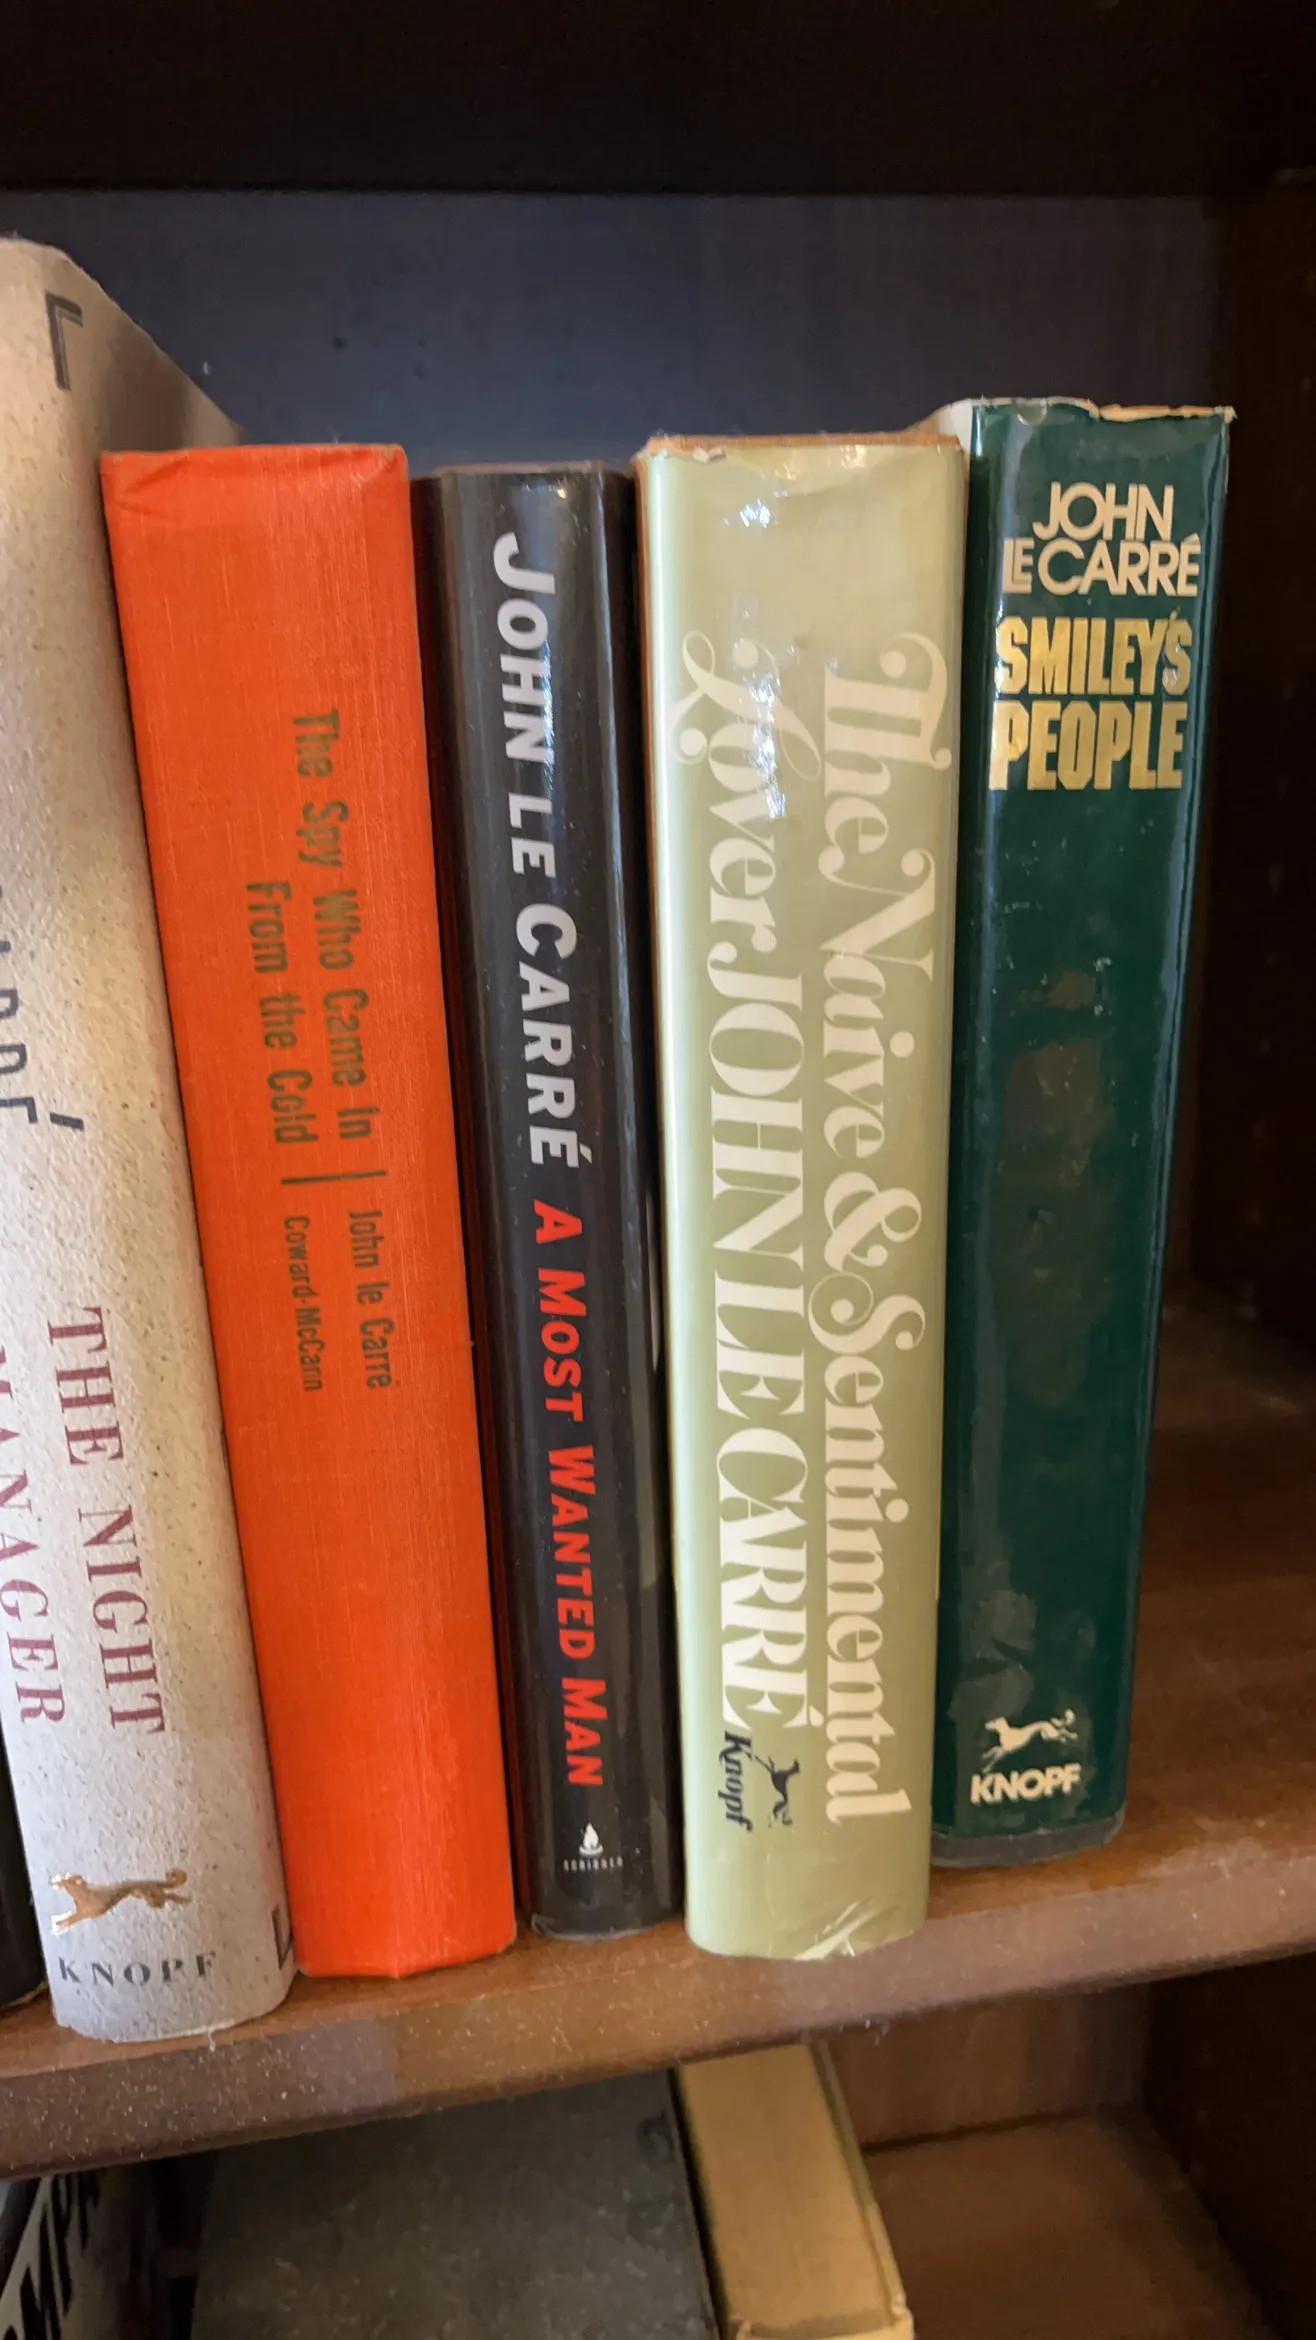 THE NIGHT
MANAGER
KNOPF
The Spy Who Came In | John le Carré
From the Cold | Coward-McCann
JOHN LE CARRÉ A MOST WANTED MAN
SCRIBNER
The Naive & Sentimental
Lover JOHN LE CARRÉ
Knopf
JOHN
LE CARRÉ
SMILEY'S
PEOPLE
KNOPF